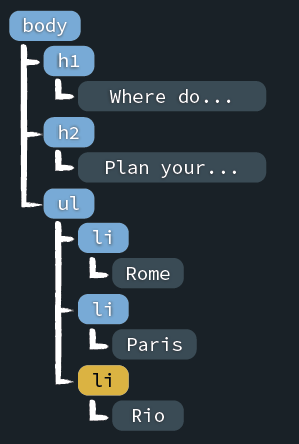 body
h1
Where do...
h2
Plan your...
ul
li
Rome
li
Paris
li
Rio